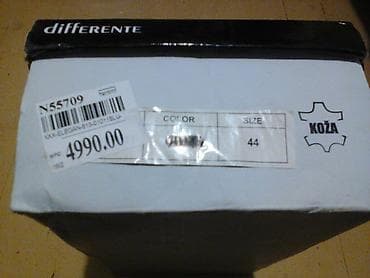 diffERENTE
N55709
COLOR SIZE
4990.00
44
KOŽA